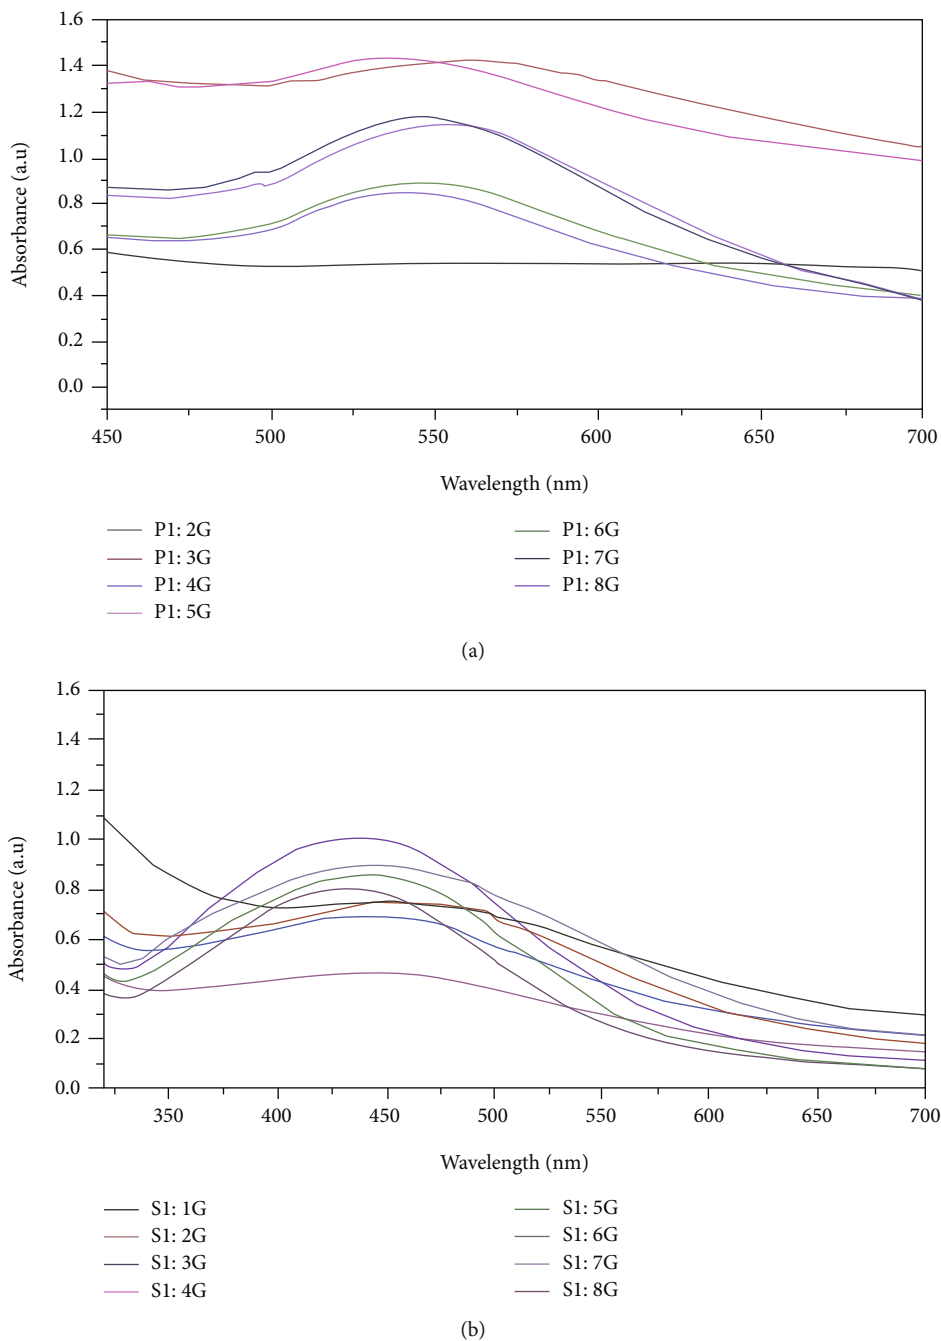 1.6
1.4
1.2
1.0
0.8
0.6
0.4
0.2
0.0
Absorbance (a.u)
450 500 550 600 650 700
Wavelength (nm)
P1: 2G
P1: 3G
P1: 4G
P1: 5G
P1: 6G
P1: 7G
P1: 8G
(a)
1.6
1.4
1.2
1.0
0.8
0.6
0.4
0.2
0.0
Absorbance (a.u)
350 400 450 500 550 600 650 700
Wavelength (nm)
S1: 1G
S1: 2G
S1: 3G
S1: 4G
S1: 5G
S1: 6G
S1: 7G
S1: 8G
(b)